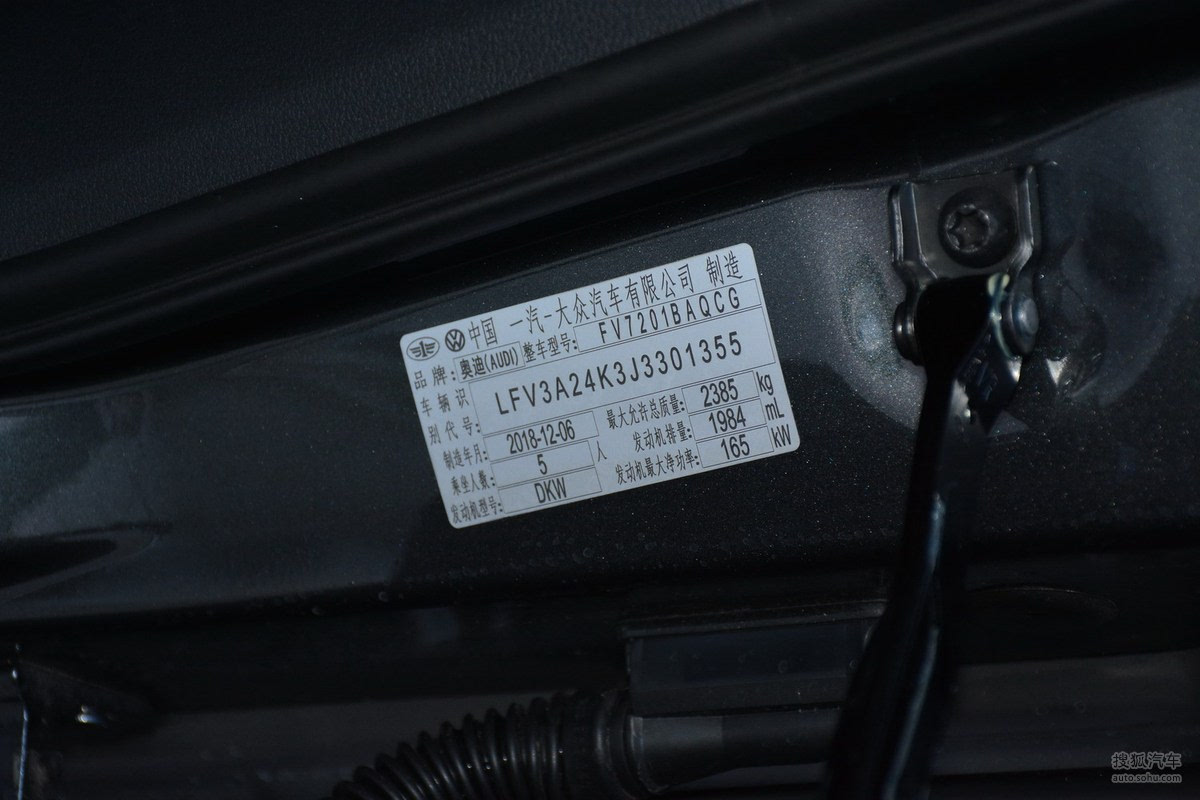 中国 一汽-大众汽车有限公司 制造
品牌: 奥迪(AUDI) 整车型号: FV7201BAQCG
车辆识别代号: LFV3A24K3J3301355
制造年月: 2018-12-06 最大允许总质量: 2385 kg
乘坐人数: 5 人 发动机排量: 1984 mL
发动机型号: DKW 发动机最大净功率: 165 kW
搜狐汽车
auto.sohu.com